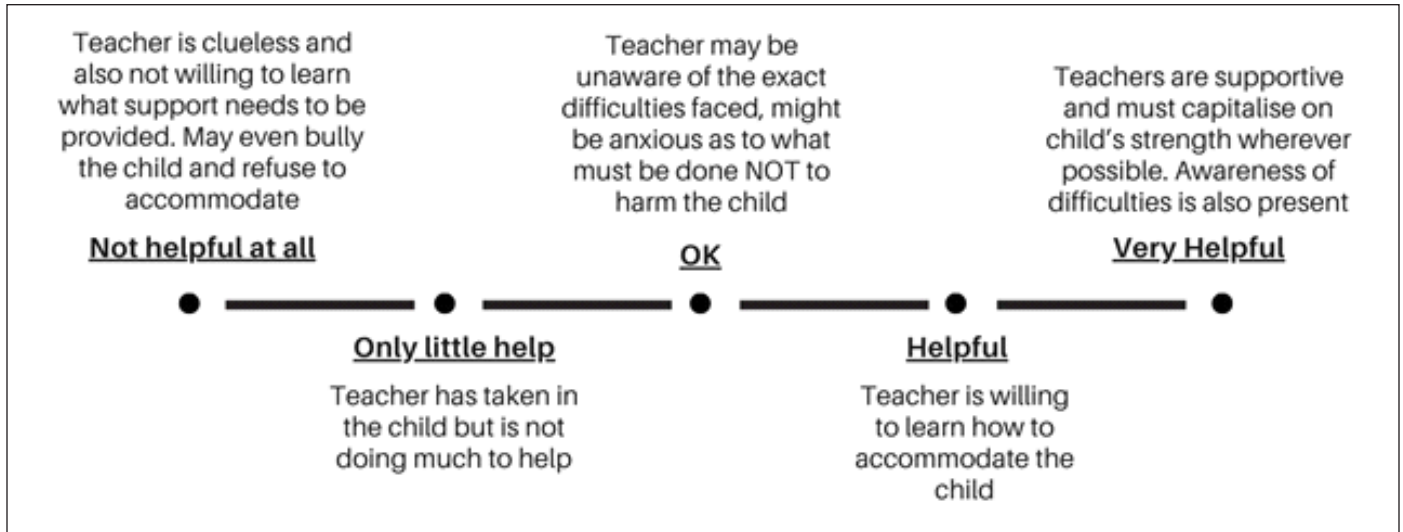 Teacher is clueless and
also not willing to learn
what support needs to be
provided. May even bully
the child and refuse to
accommodate
Not helpful at all
Only little help
Teacher has taken in
the child but is not
doing much to help
Teacher may be
unaware of the exact
difficulties faced, might
be anxious as to what
must be done NOT to
harm the child
OK
Helpful
Teacher is willing
to learn how to
accommodate the
child
Teachers are supportive
and must capitalise on
child's strength wherever
possible. Awareness of
difficulties is also present
Very Helpful